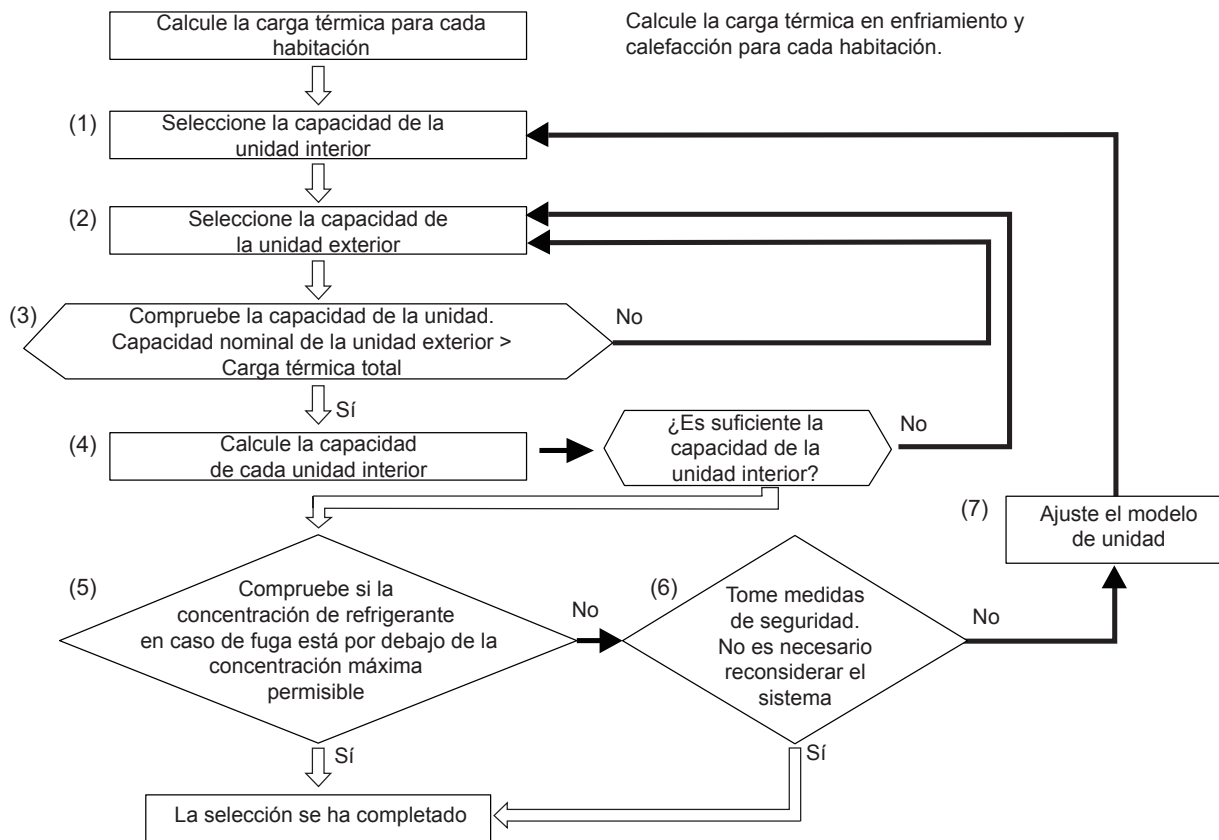 Calcule la carga térmica para cada
habitación
Calcule la carga térmica en enfriamiento y
calefacción para cada habitación.
(1)
Seleccione la capacidad de la
unidad interior
(2)
Seleccione la capacidad de
la unidad exterior
(3)
Compruebe la capacidad de la unidad.
Capacidad nominal de la unidad exterior >
Carga térmica total
No
Sí
(4)
Calcule la capacidad
de cada unidad interior
¿Es suficiente la
capacidad de la
unidad interior?
No
(7)
Ajuste el modelo
de unidad
(5)
Compruebe si la
concentración de refrigerante
en caso de fuga está por debajo de la
concentración máxima
permisible
No
(6)
Tome medidas
de seguridad.
No es necesario
reconsiderar el
sistema
No
Sí
Sí
La selección se ha completado